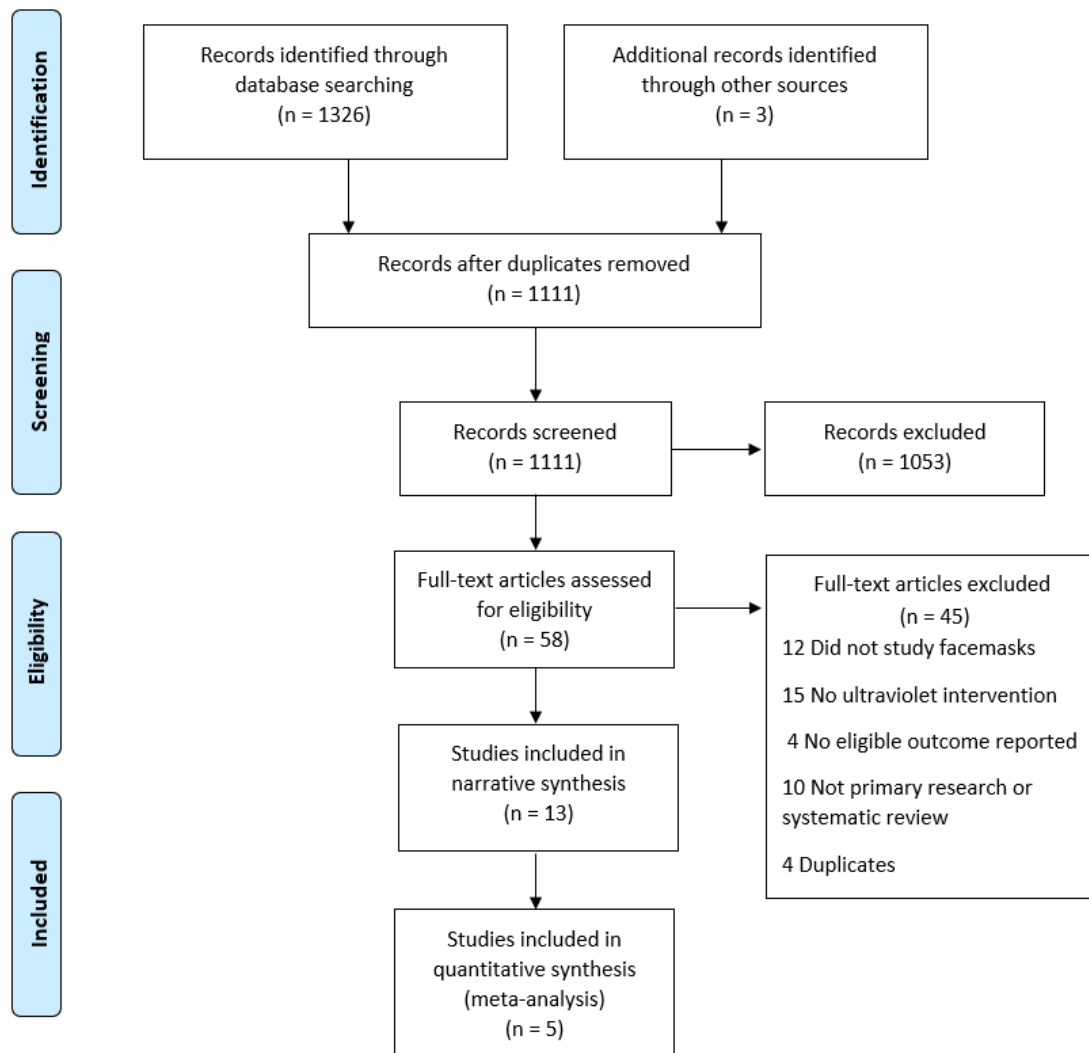 Identification
Records identified through
database searching
(n = 1326)
Additional records identified
through other sources
(n = 3)
Records after duplicates removed
(n = 1111)
Screening
Records screened
(n = 1111)
Records excluded
(n = 1053)
Eligibility
Full-text articles assessed
for eligibility
(n = 58)
Full-text articles excluded
(n = 45)
12 Did not study facemasks
15 No ultraviolet intervention
4 No eligible outcome reported
10 Not primary research or
systematic review
4 Duplicates
Studies included in
narrative synthesis
(n = 13)
Included
Studies included in
quantitative synthesis
(meta-analysis)
(n = 5)